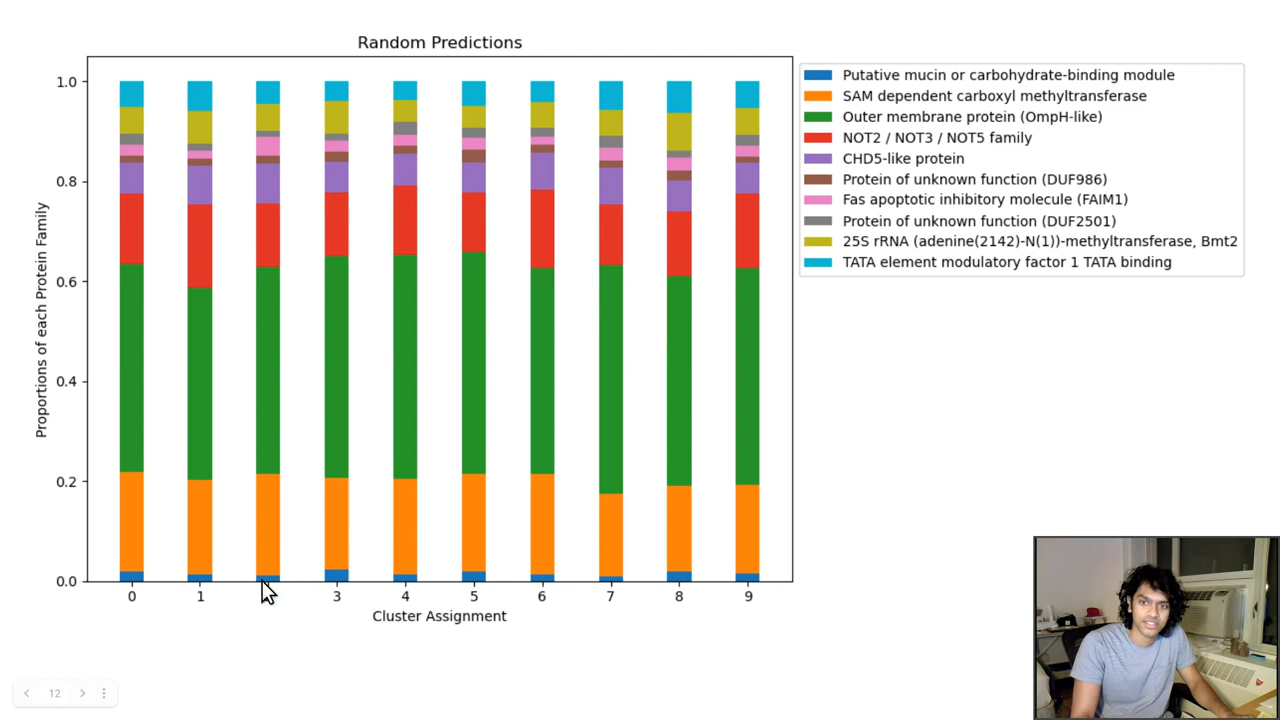 Random Predictions
Proportions of each Protein Family
1.0
0.8
0.6
0.4
0.2
0.0
0 1 3 4 5 6 7 8 9
Cluster Assignment
Putative mucin or carbohydrate-binding module
SAM dependent carboxyl methyltransferase
Outer membrane protein (OmpH-like)
NOT2 / NOT3 / NOT5 family
CHD5-like protein
Protein of unknown function (DUF986)
Fas apoptotic inhibitory molecule (FAIM1)
Protein of unknown function (DUF2501)
25S rRNA (adenine(2142)-N(1))-methyltransferase, Bmt2
TATA element modulatory factor 1 TATA binding
12